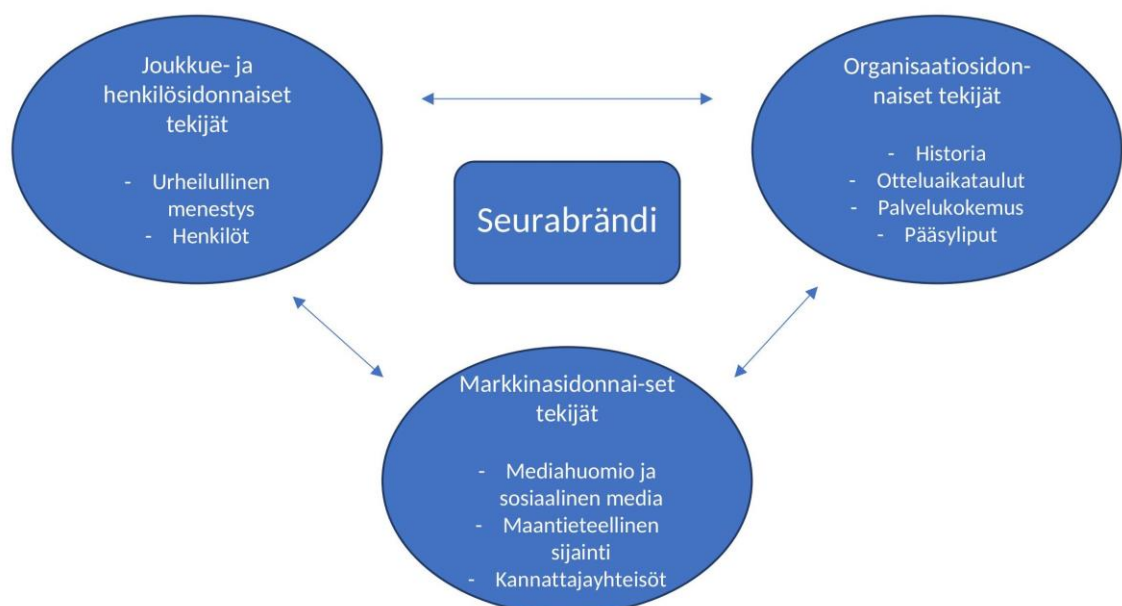 Joukkue- ja
henkilösidonnaiset
tekijät
- Urheilullinen
menestys
- Henkilöt
Organisaatiosidon-
naiset tekijät
- Historia
- Otteluaikataulut
- Palvelukokemus
- Pääsyliput
Seurabrändi
Markkinasidonnai-set
tekijät
- Mediahuomio ja
sosiaalinen media
- Maantieteellinen
sijainti
- Kannattajayhteisöt